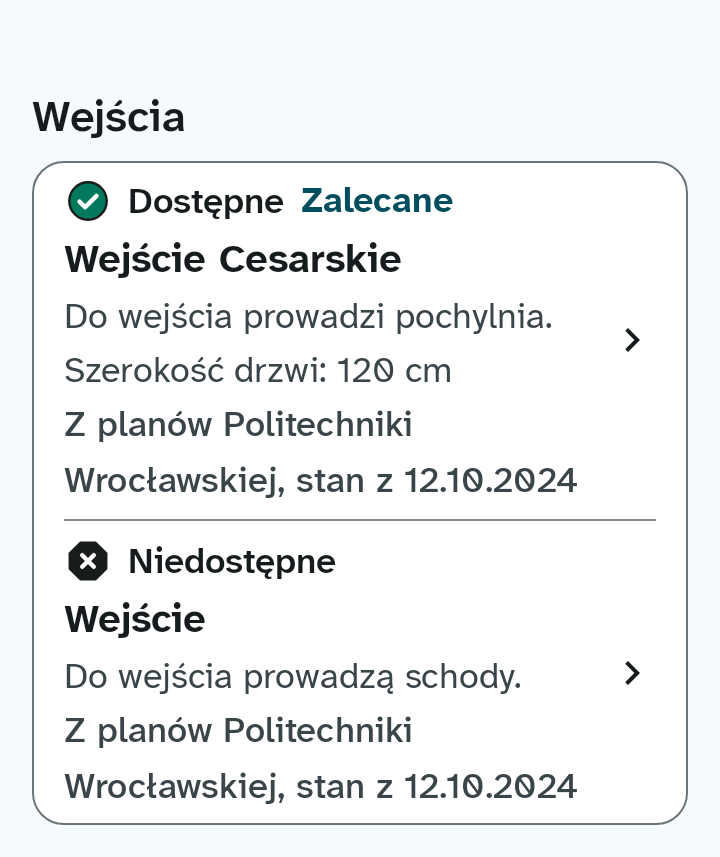 Wejścia
Dostępne Zalecane
Wejście Cesarskie
Do wejścia prowadzi pochylnia.
Szerokość drzwi: 120 cm
Z planów Politechniki
Wrocławskiej, stan z 12.10.2024
Niedostępne
Wejście
Do wejścia prowadzą schody.
Z planów Politechniki
Wrocławskiej, stan z 12.10.2024